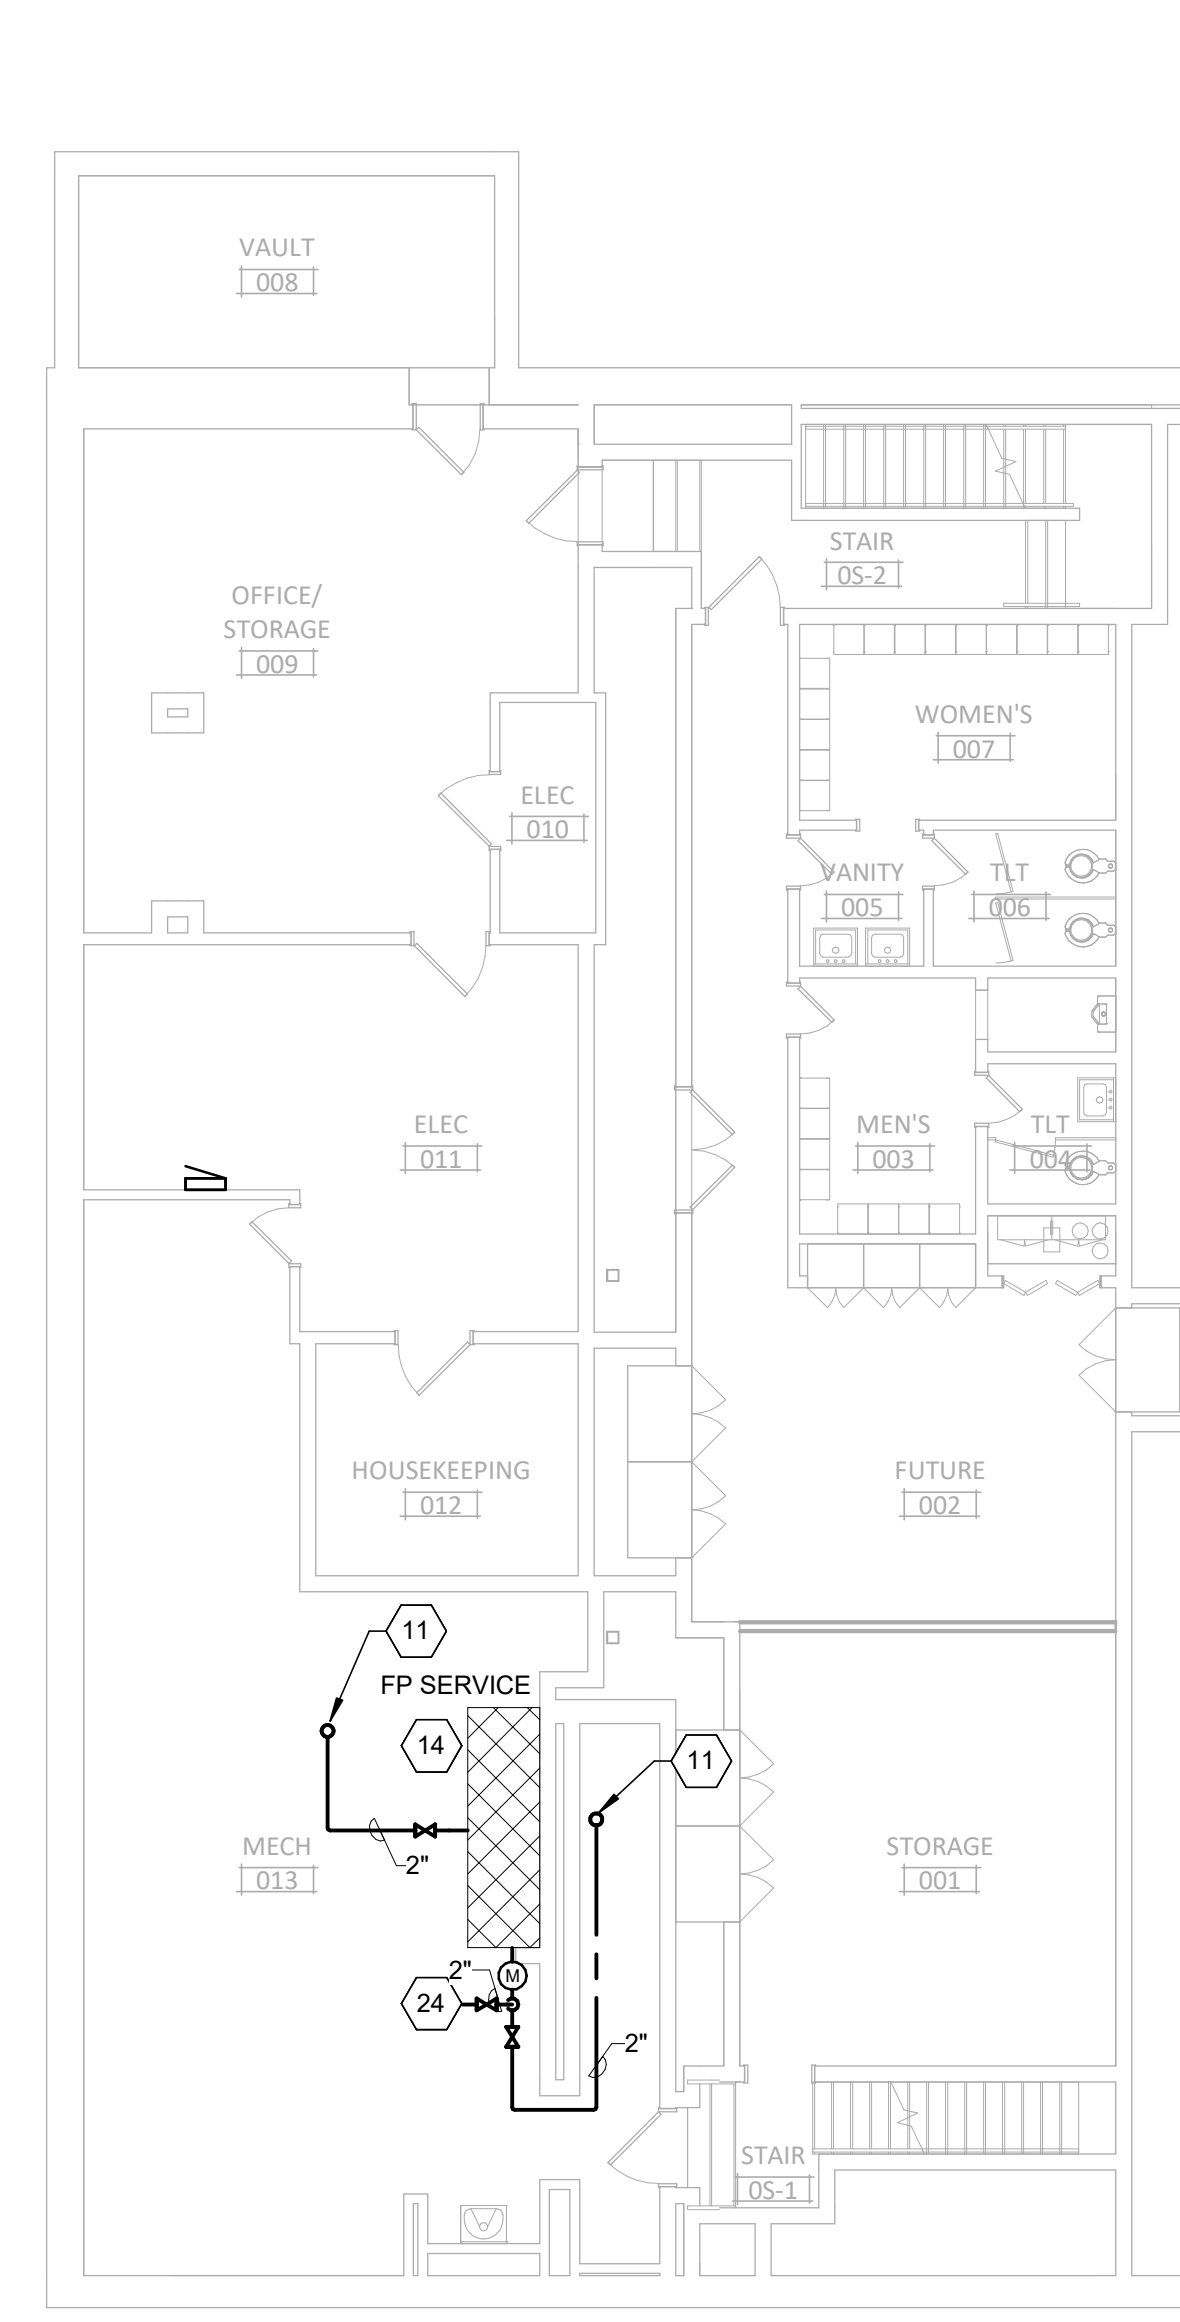 VAULT
008
STAIR
0S-2
OFFICE/
STORAGE
009
WOMEN'S
007
ELEC
010
VANITY
005
TLT
006
ELEC
011
MEN'S
003
TLT
004
HOUSEKEEPING
012
FUTURE
002
11
FP SERVICE
14
11
MECH
013
2"
STORAGE
001
2"
M
24
2"
STAIR
0S-1